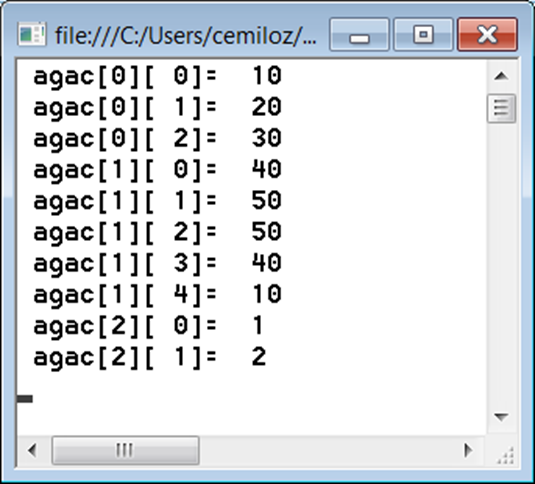 file:///C:/Users/cemiloz/...
agac[0][ 0]= 10
agac[0][ 1]= 20
agac[0][ 2]= 30
agac[1][ 0]= 40
agac[1][ 1]= 50
agac[1][ 2]= 50
agac[1][ 3]= 40
agac[1][ 4]= 10
agac[2][ 0]= 1
agac[2][ 1]= 2